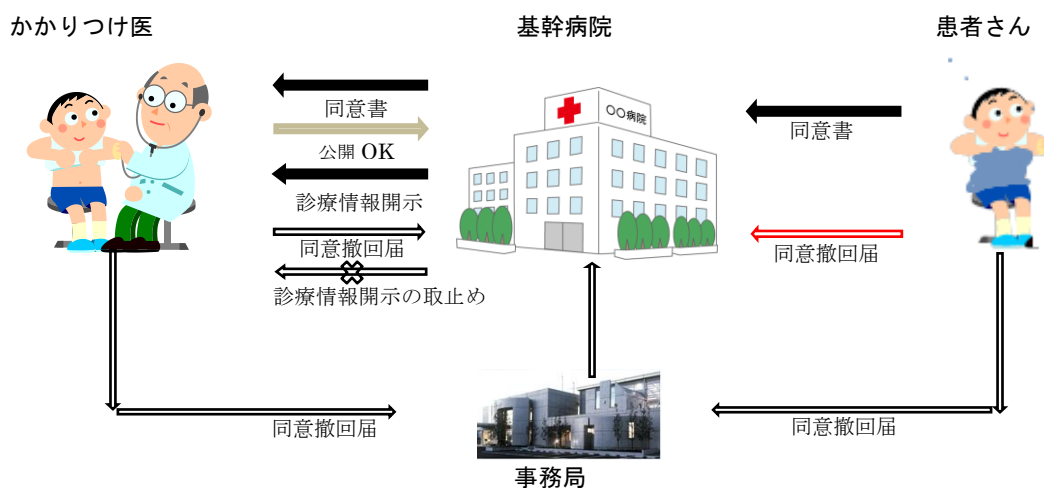 かかりつけ医
基幹病院
患者さん
〇〇病院
同意書
同意書
公開 OK
診療情報開示
同意撤回届
同意撤回届
診療情報開示の取止め
同意撤回届
同意撤回届
事務局